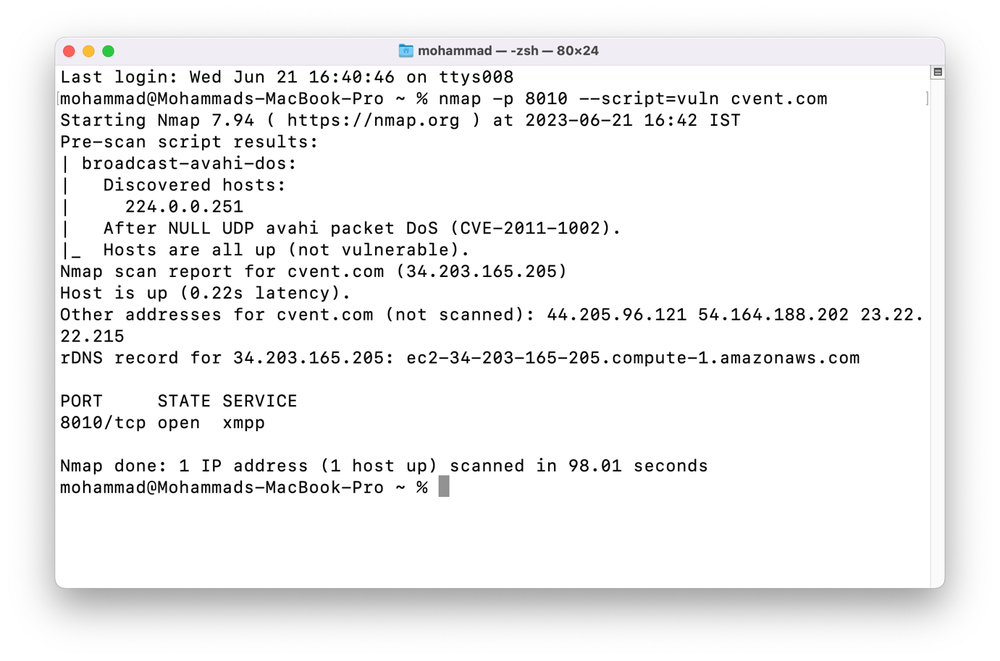 mohammad — -zsh — 80×24
Last login: Wed Jun 21 16:40:46 on ttys008
[mohammad@Mohammads-MacBook-Pro ~ % nmap -p 8010 --script=vuln cvent.com ]
Starting Nmap 7.94 ( https://nmap.org ) at 2023-06-21 16:42 IST
Pre-scan script results:
| broadcast-avahi-dos:
|   Discovered hosts:
|     224.0.0.251
|   After NULL UDP avahi packet DoS (CVE-2011-1002).
|_  Hosts are all up (not vulnerable).
Nmap scan report for cvent.com (34.203.165.205)
Host is up (0.22s latency).
Other addresses for cvent.com (not scanned): 44.205.96.121 54.164.188.202 23.22.
22.215
rDNS record for 34.203.165.205: ec2-34-203-165-205.compute-1.amazonaws.com
PORT     STATE SERVICE
8010/tcp open  xmpp
Nmap done: 1 IP address (1 host up) scanned in 98.01 seconds
mohammad@Mohammads-MacBook-Pro ~ %